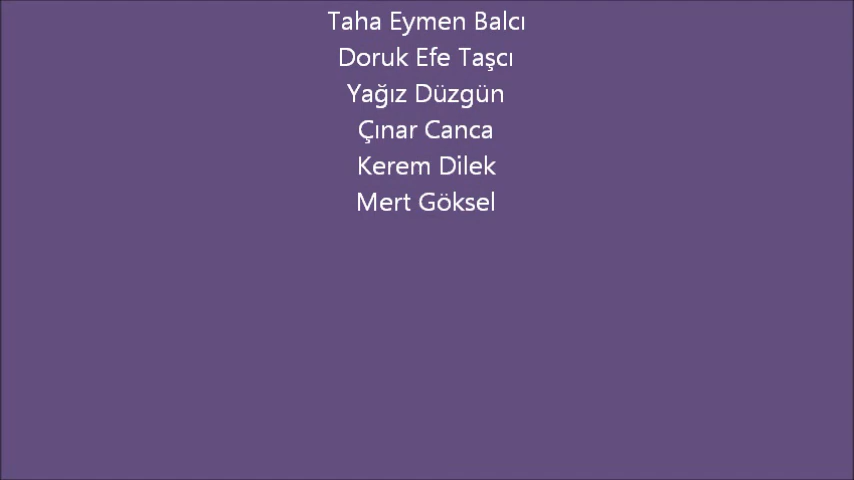 Taha Eymen Balcı
Doruk Efe Taşcı
Yağız Düzgün
Çınar Canca
Kerem Dilek
Mert Göksel